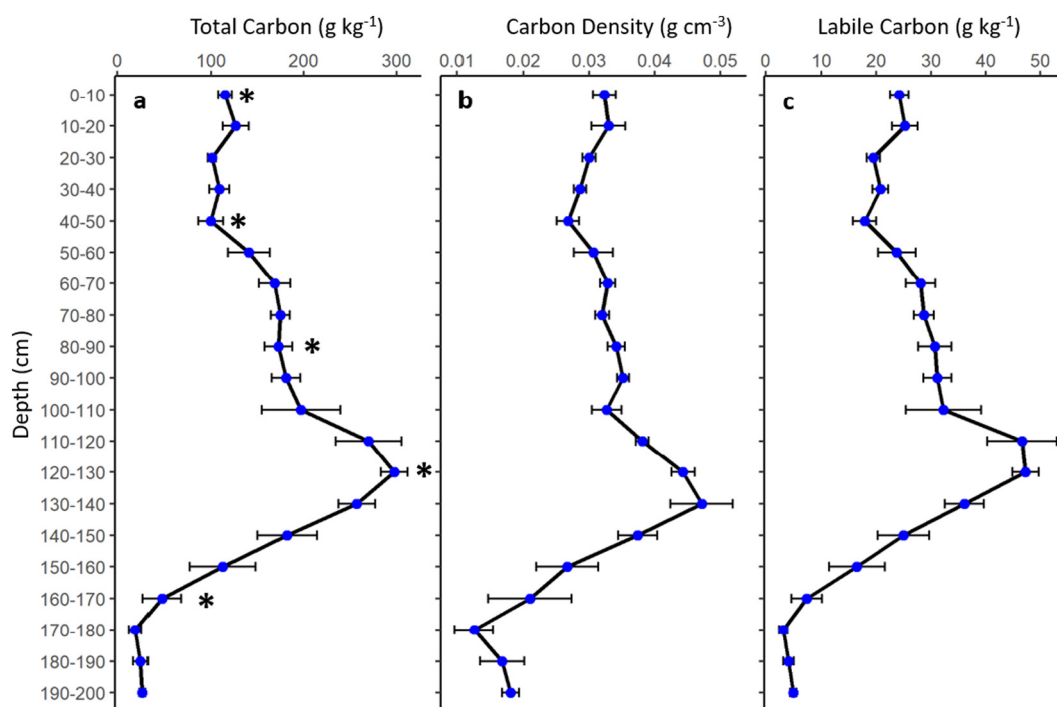 Total Carbon (g kg⁻¹)
Carbon Density (g cm⁻³)
Labile Carbon (g kg⁻¹)
0 100 200 300
0.01 0.02 0.03 0.04 0.05
0 10 20 30 40 50
a
b
c
*
*
*
*
*
Depth (cm)
0-10
10-20
20-30
30-40
40-50
50-60
60-70
70-80
80-90
90-100
100-110
110-120
120-130
130-140
140-150
150-160
160-170
170-180
180-190
190-200